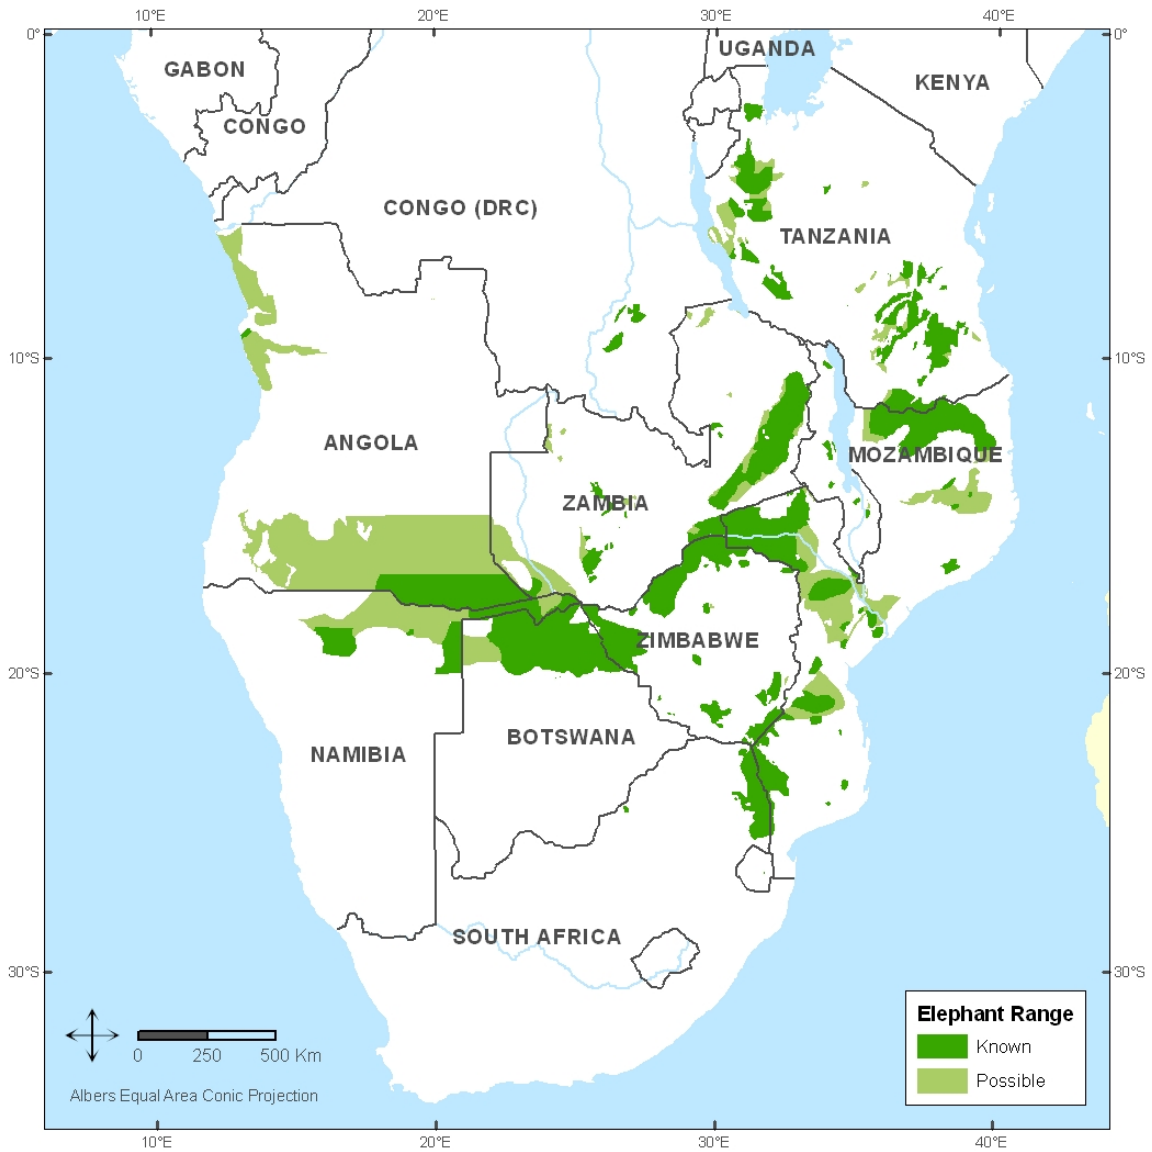 10°E 20°E 30°E 40°E
0° 0°
UGANDA
GABON
KENYA
CONGO
CONGO (DRC)
TANZANIA
10°S 10°S
ANGOLA
MOZAMBIQUE
ZAMBIA
ZIMBABWE
20°S 20°S
BOTSWANA
NAMIBIA
SOUTH AFRICA
30°S 30°S
Elephant Range
Known
Possible
0 250 500 Km
Albers Equal Area Conic Projection
10°E 20°E 30°E 40°E